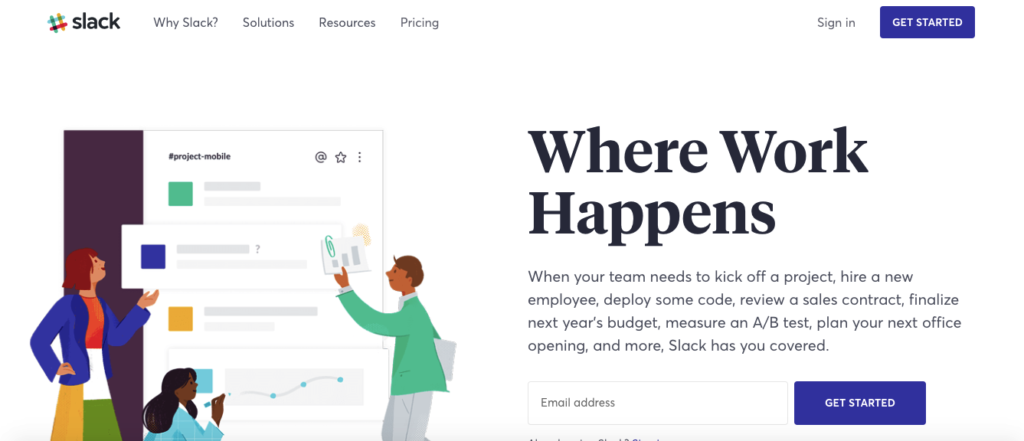 slack
Why Slack?
Solutions
Resources
Pricing
Sign in
GET STARTED
#project-mobile
?
Where Work
Happens
When your team needs to kick off a project, hire a new
employee, deploy some code, review a sales contract, finalize
next year's budget, measure an A/B test, plan your next office
opening, and more, Slack has you covered.
Email address
GET STARTED